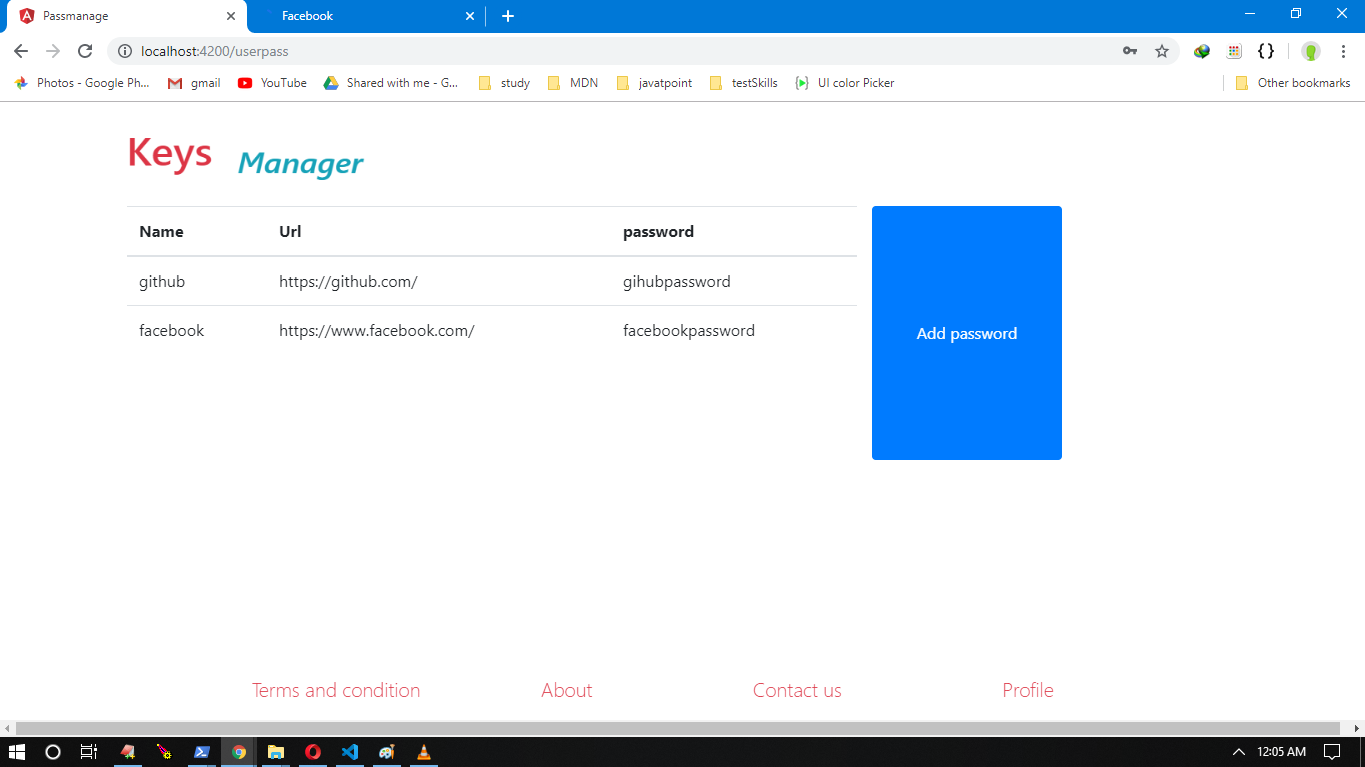 Passmanage
Facebook
localhost:4200/userpass
Photos - Google Ph... gmail YouTube Shared with me - G... study MDN javatpoint testSkills UI color Picker Other bookmarks
Keys Manager
Name Url password
github https://github.com/ gihubpassword
facebook https://www.facebook.com/ facebookpassword
Add password
Terms and condition About Contact us Profile
12:05 AM